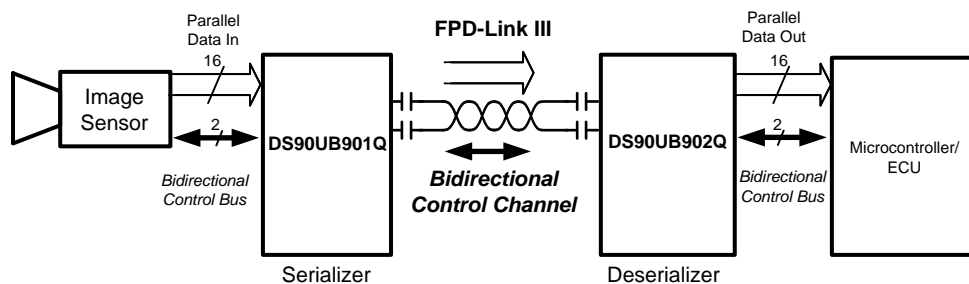 Parallel
Data In
16
Image
Sensor
2
Bidirectional
Control Bus
DS90UB901Q
Serializer
FPD-Link III
Bidirectional
Control Channel
DS90UB902Q
Deserializer
Parallel
Data Out
16
2
Bidirectional
Control Bus
Microcontroller/
ECU